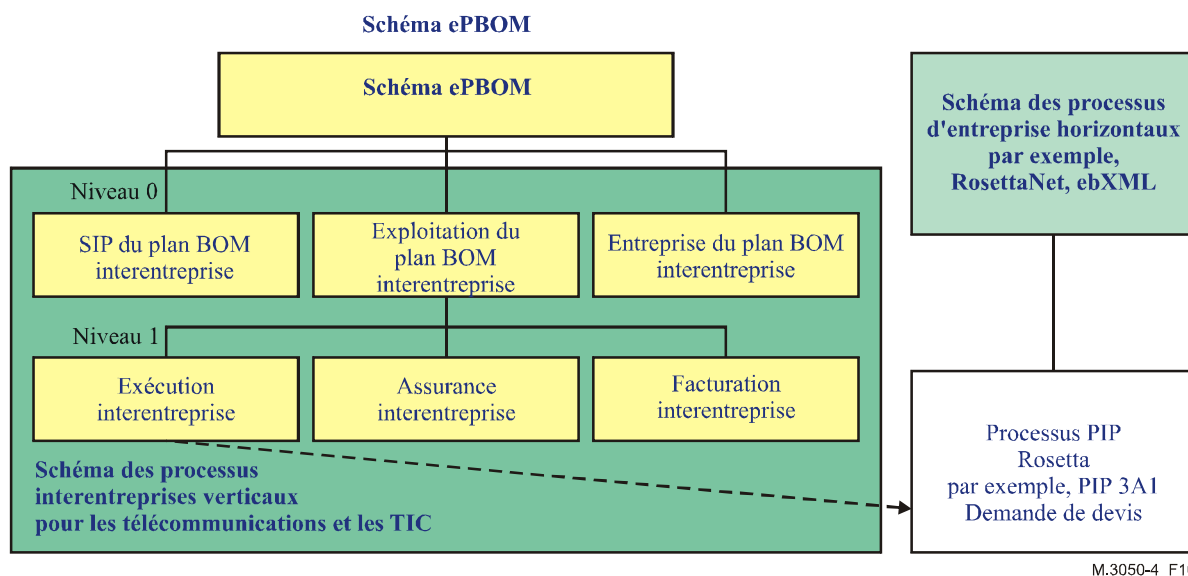 Schéma ePBOM
Schéma ePBOM
Niveau 0
SIP du plan BOM
interentreprise
Exploitation du
plan BOM
interentreprise
Entreprise du plan BOM
interentreprise
Niveau 1
Exécution
interentreprise
Assurance
interentreprise
Facturation
interentreprise
Schéma des processus
interentreprises verticaux
pour les télécommunications et les TIC
Schéma des processus
d'entreprise horizontaux
par exemple,
RosettaNet, ebXML
Processus PIP
Rosetta
par exemple, PIP 3A1
Demande de devis
M.3050-4